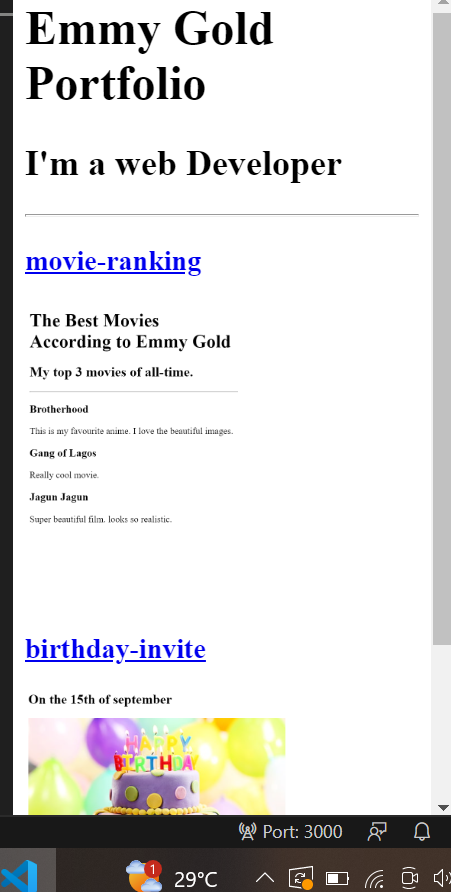 Emmy Gold
Portfolio
I'm a web Developer
movie-ranking
The Best Movies
According to Emmy Gold
My top 3 movies of all-time.
Brotherhood
This is my favourite anime. I love the beautiful images.
Gang of Lagos
Really cool movie.
Jagun Jagun
Super beautiful film. looks so realistic.
birthday-invite
On the 15th of september
HAPPY
BIRTHDAY
Port: 3000
1
29°C